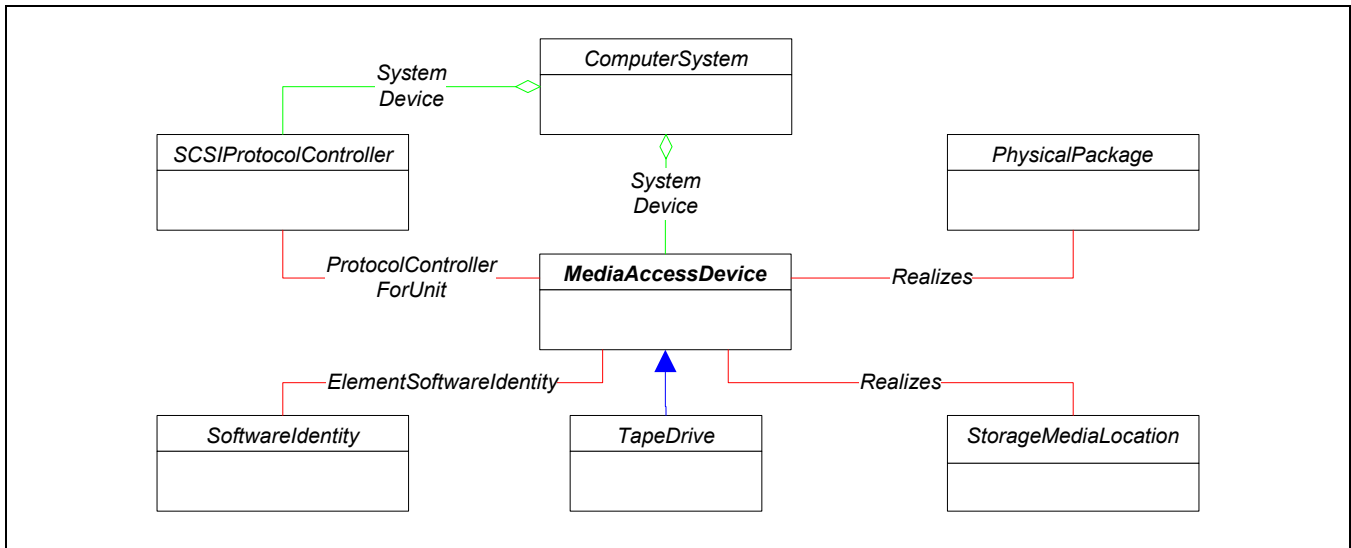 ComputerSystem
System
Device
SCSIProtocolController
PhysicalPackage
System
Device
ProtocolController
ForUnit
MediaAccessDevice
Realizes
ElementSoftwareIdentity
Realizes
SoftwareIdentity
TapeDrive
StorageMediaLocation